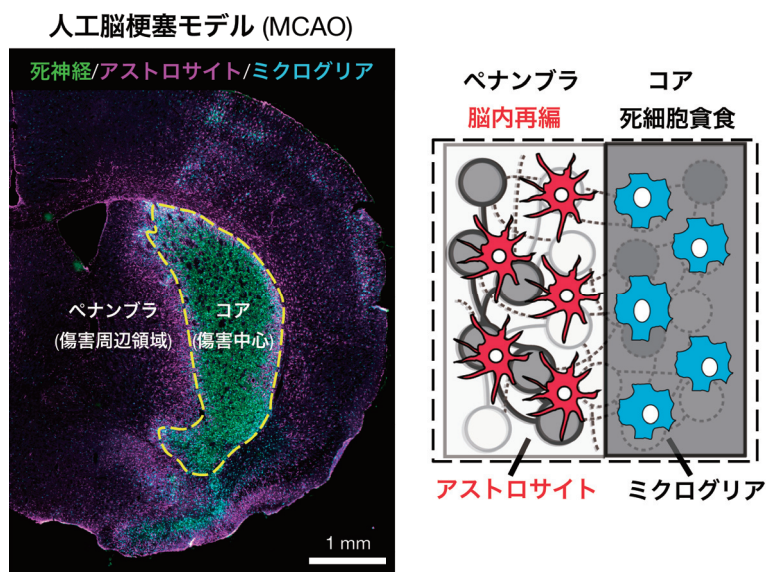 人工脳梗塞モデル (MCAO)
死神経/アストロサイト/ミクログリア
ペナンブラ
(傷害周辺領域)
コア
(傷害中心)
1 mm
ペナンブラ
脳内再編
コア
死細胞貪食
アストロサイト
ミクログリア